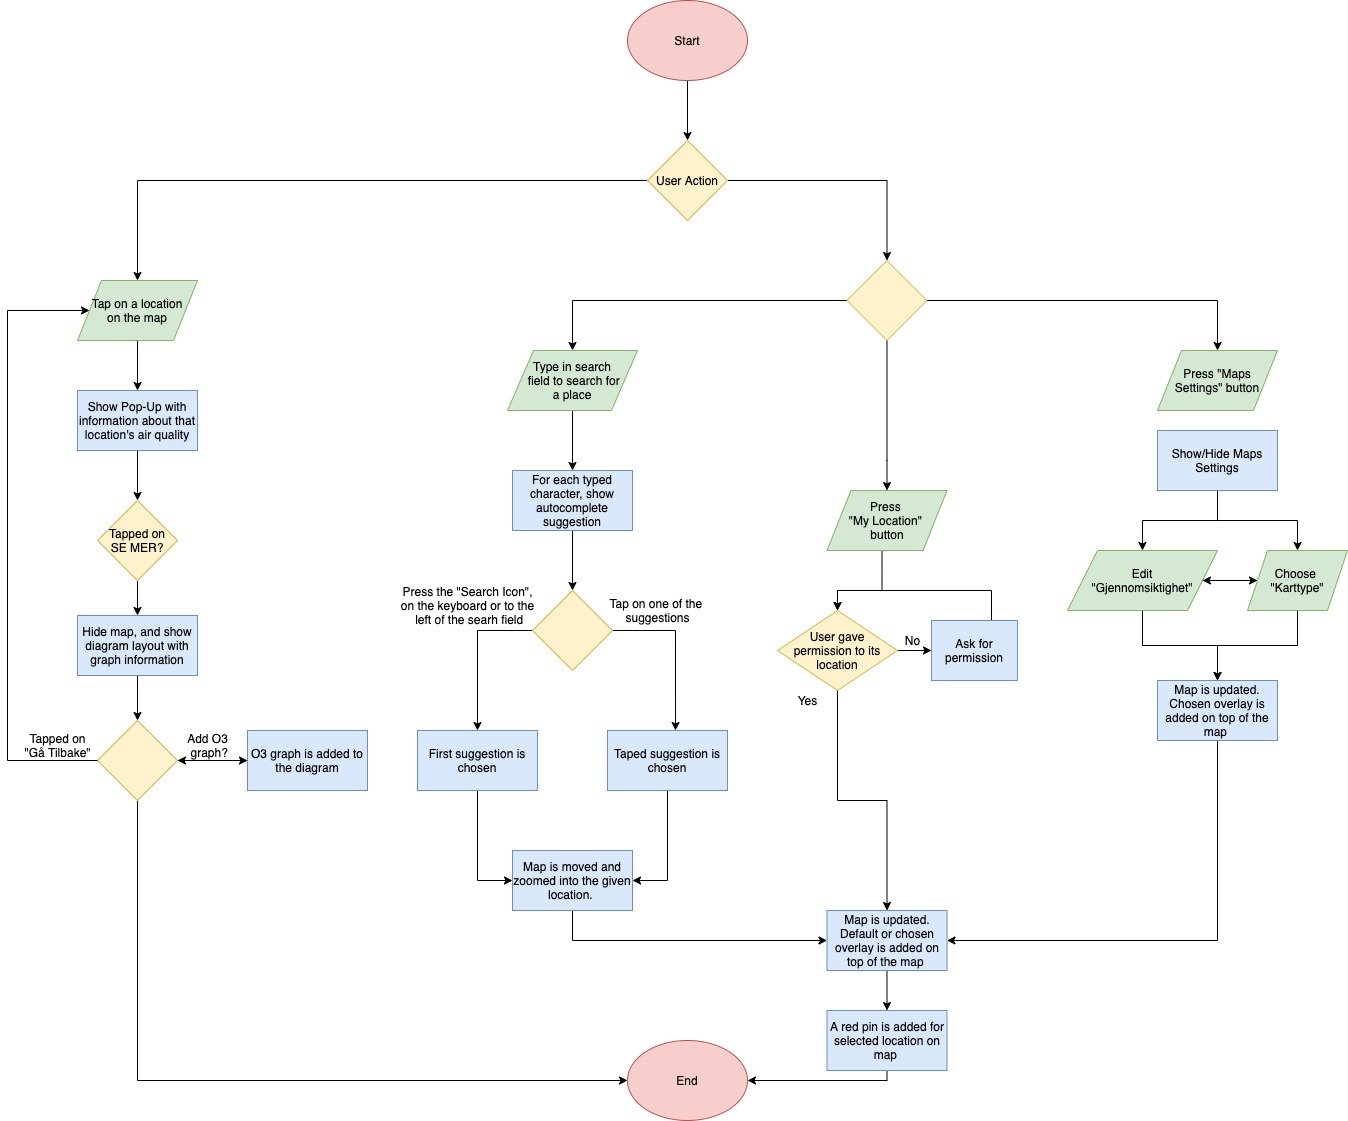 Start
User Action
Tap on a location
on the map
Show Pop-Up with
information about that
location's air quality
Tapped on
SE MER?
Hide map, and show
diagram layout with
graph information
Tapped on
"Gå Tilbake"
Add O3
graph?
O3 graph is added to
the diagram
Type in search
field to search for
a place
For each typed
character, show
autocomplete
suggestion
Press the "Search Icon",
on the keyboard or to the
left of the searh field
Tap on one of the
suggestions
First suggestion is
chosen
Taped suggestion is
chosen
Map is moved and
zoomed into the given
location.
Press
"My Location"
button
User gave
permission to its
location
No
Ask for
permission
Yes
Press "Maps
Settings" button
Show/Hide Maps
Settings
Edit
"Gjennomsiktighet"
Choose
"Karttype"
Map is updated.
Chosen overlay is
added on top of the
map
Map is updated.
Default or chosen
overlay is added on
top of the map
A red pin is added for
selected location on
map
End